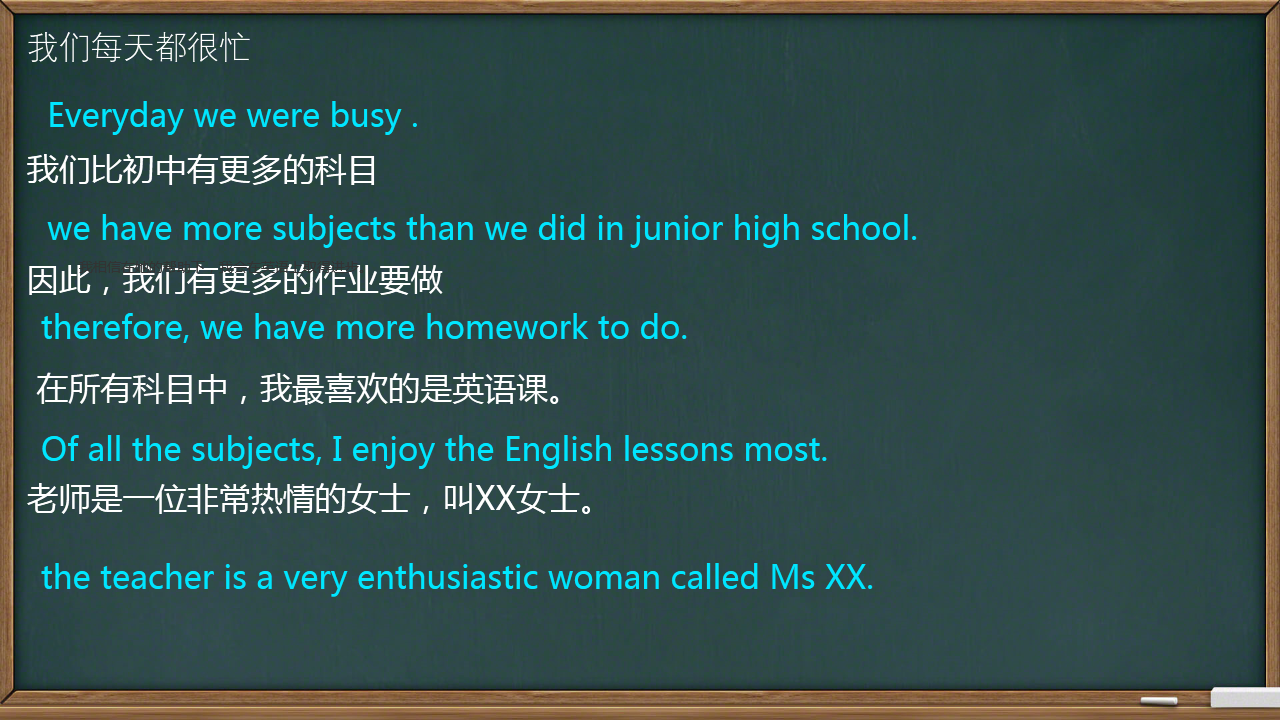 我们每天都很忙
Everyday we were busy .
我们比初中有更多的科目
we have more subjects than we did in junior high school.
因此，我们有更多的作业要做
therefore, we have more homework to do.
在所有科目中，我最喜欢的是英语课。
Of all the subjects, I enjoy the English lessons most.
老师是一位非常热情的女士，叫XX女士。
the teacher is a very enthusiastic woman called Ms XX.